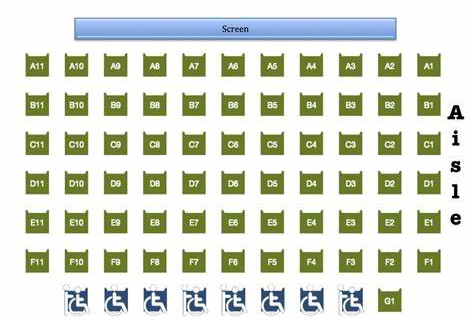 Screen
A11 A10 A9 A8 A7 A6 A5 A4 A3 A2 A1
B11 B10 B9 B8 B7 B6 B5 B4 B3 B2 B1
C11 C10 C9 C8 C7 C6 C5 C4 C3 C2 C1
D11 D10 D9 D8 D7 D6 D5 D4 D3 D2 D1
E11 E10 E9 E8 E7 E6 E5 E4 E3 E2 E1
F11 F10 F9 F8 F7 F6 F5 F4 F3 F2 F1
G1
Aisle